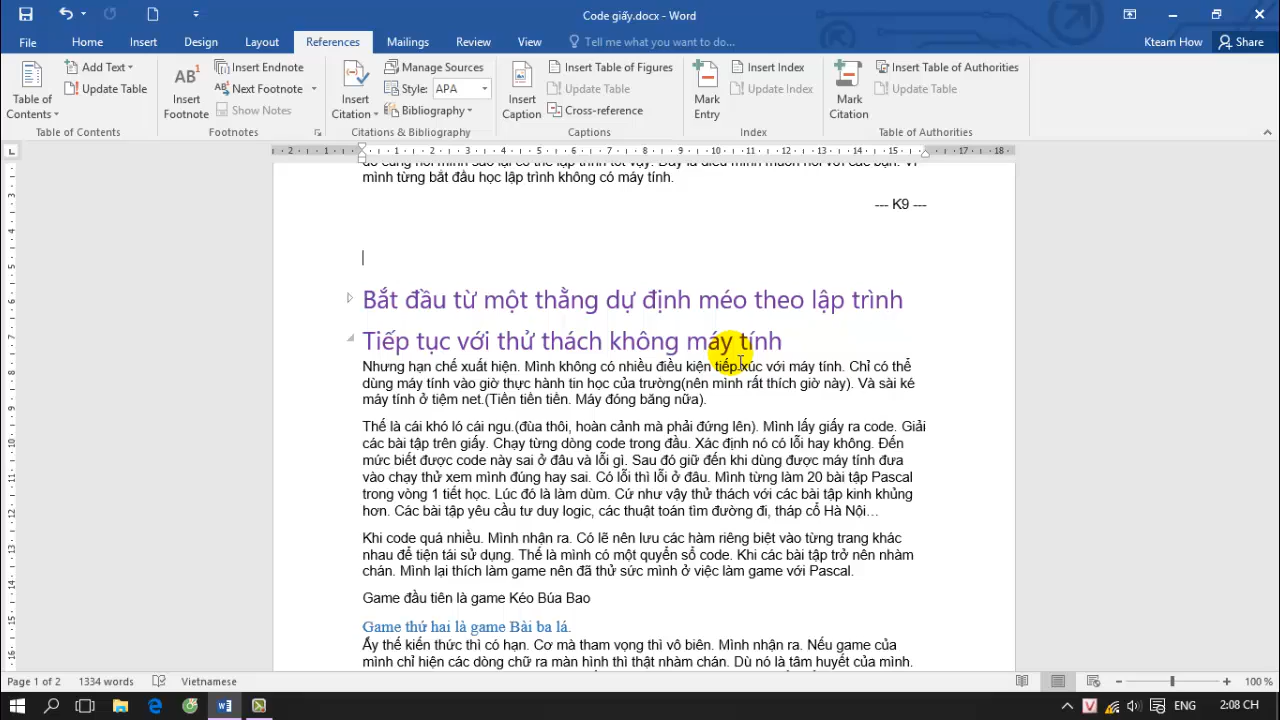 Code giấy.docx - Word
File Home Insert Design Layout References Mailings Review View Tell me what you want to do... Kteam How Share
Table of Contents
Add Text
Update Table
Table of Contents
AB1
Insert Footnote
Insert Endnote
AB1 Next Footnote
Show Notes
Footnotes
Insert Citation
Manage Sources
Style: APA
Bibliography
Citations & Bibliography
Insert Caption
Insert Table of Figures
Update Table
Cross-reference
Captions
Mark Entry
Insert Index
Update Index
Index
Mark Citation
Insert Table of Authorities
Update Table
Table of Authorities
L
2 1 1 2 3 4 5 6 7 8 9 10 11 12 13 14 15 17 18
mình từng bắt đầu học lập trình không có máy tính.
--- K9 ---
Bắt đầu từ một thằng dự định méo theo lập trình
Tiếp tục với thử thách không máy tính
Nhưng hạn chế xuất hiện. Mình không có nhiều điều kiện tiếp xúc với máy tính. Chỉ có thể
dùng máy tính vào giờ thực hành tin học của trường(nên mình rất thích giờ này). Và sài ké
máy tính ở tiệm net.(Tiền tiền tiền. Máy đóng băng nữa).
Thế là cái khó ló cái ngu.(đùa thôi, hoàn cảnh mà phải đứng lên). Mình lấy giấy ra code. Giải
các bài tập trên giấy. Chạy từng dòng code trong đầu. Xác định nó có lỗi hay không. Đến
mức biết được code này sai ở đâu và lỗi gì. Sau đó giữ đến khi dùng được máy tính đưa
vào chạy thử xem mình đúng hay sai. Có lỗi thì lỗi ở đâu. Mình từng làm 20 bài tập Pascal
trong vòng 1 tiết học. Lúc đó là làm dùm. Cứ như vậy thử thách với các bài tập kinh khủng
hơn. Các bài tập yêu cầu tư duy logic, các thuật toán tìm đường đi, tháp cổ Hà Nội…
Khi code quá nhiều. Mình nhận ra. Có lẽ nên lưu các hàm riêng biệt vào từng trang khác
nhau để tiện tái sử dụng. Thế là mình có một quyển sổ code. Khi các bài tập trở nên nhàm
chán. Mình lại thích làm game nên đã thử sức mình ở việc làm game với Pascal.
Game đầu tiên là game Kéo Búa Bao
Game thứ hai là game Bài ba lá.
Ấy thế kiến thức thì có hạn. Cơ mà tham vọng thì vô biên. Mình nhận ra. Nếu game của
mình chỉ hiện các dòng chữ ra màn hình thì thật nhàm chán. Dù nó là tâm huyết của mình.
Page 1 of 2 1334 words Vietnamese 100 %
V ENG 2:08 CH